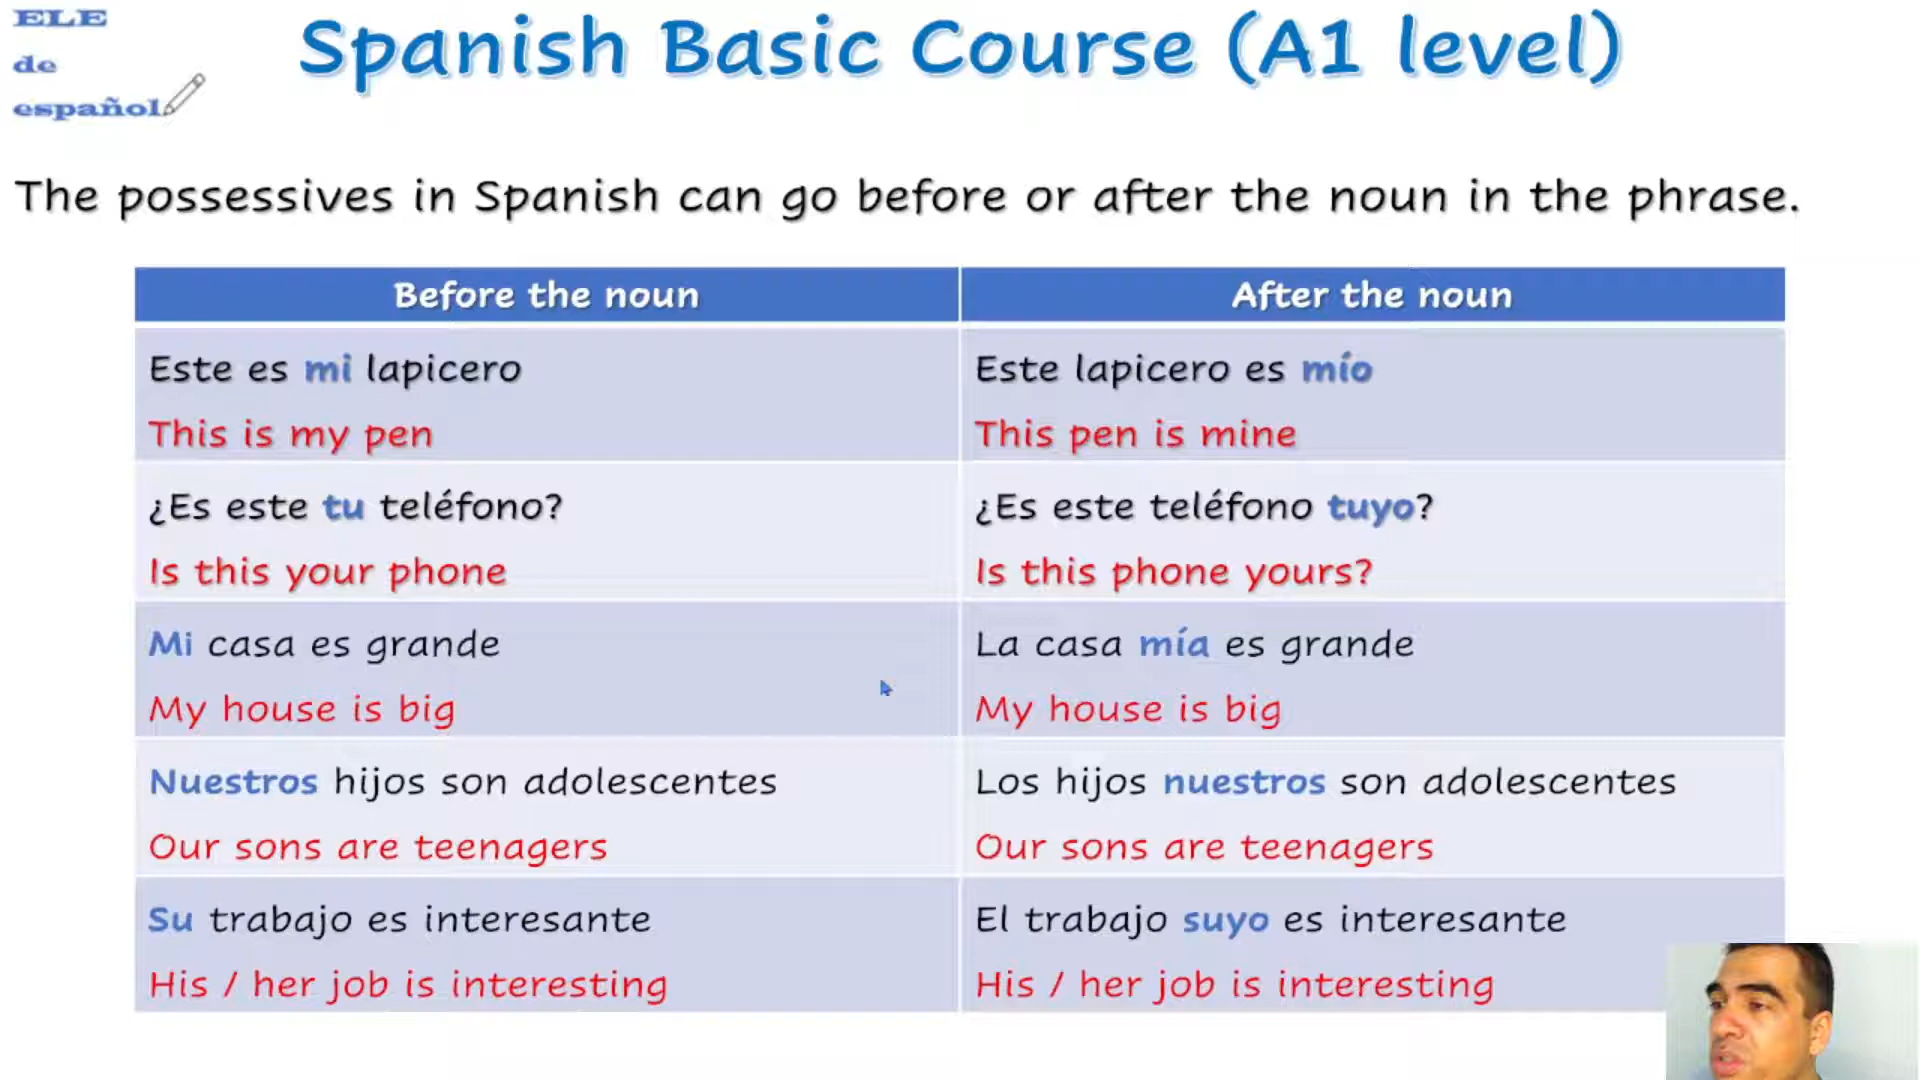 ELE
de
español
Spanish Basic Course (A1 level)
The possessives in Spanish can go before or after the noun in the phrase.
Before the noun
After the noun
Este es mi lapicero
This is my pen
Este lapicero es mío
This pen is mine
¿Es este tu teléfono?
Is this your phone
¿Es este teléfono tuyo?
Is this phone yours?
Mi casa es grande
My house is big
La casa mía es grande
My house is big
Nuestros hijos son adolescentes
Our sons are teenagers
Los hijos nuestros son adolescentes
Our sons are teenagers
Su trabajo es interesante
His / her job is interesting
El trabajo suyo es interesante
His / her job is interesting